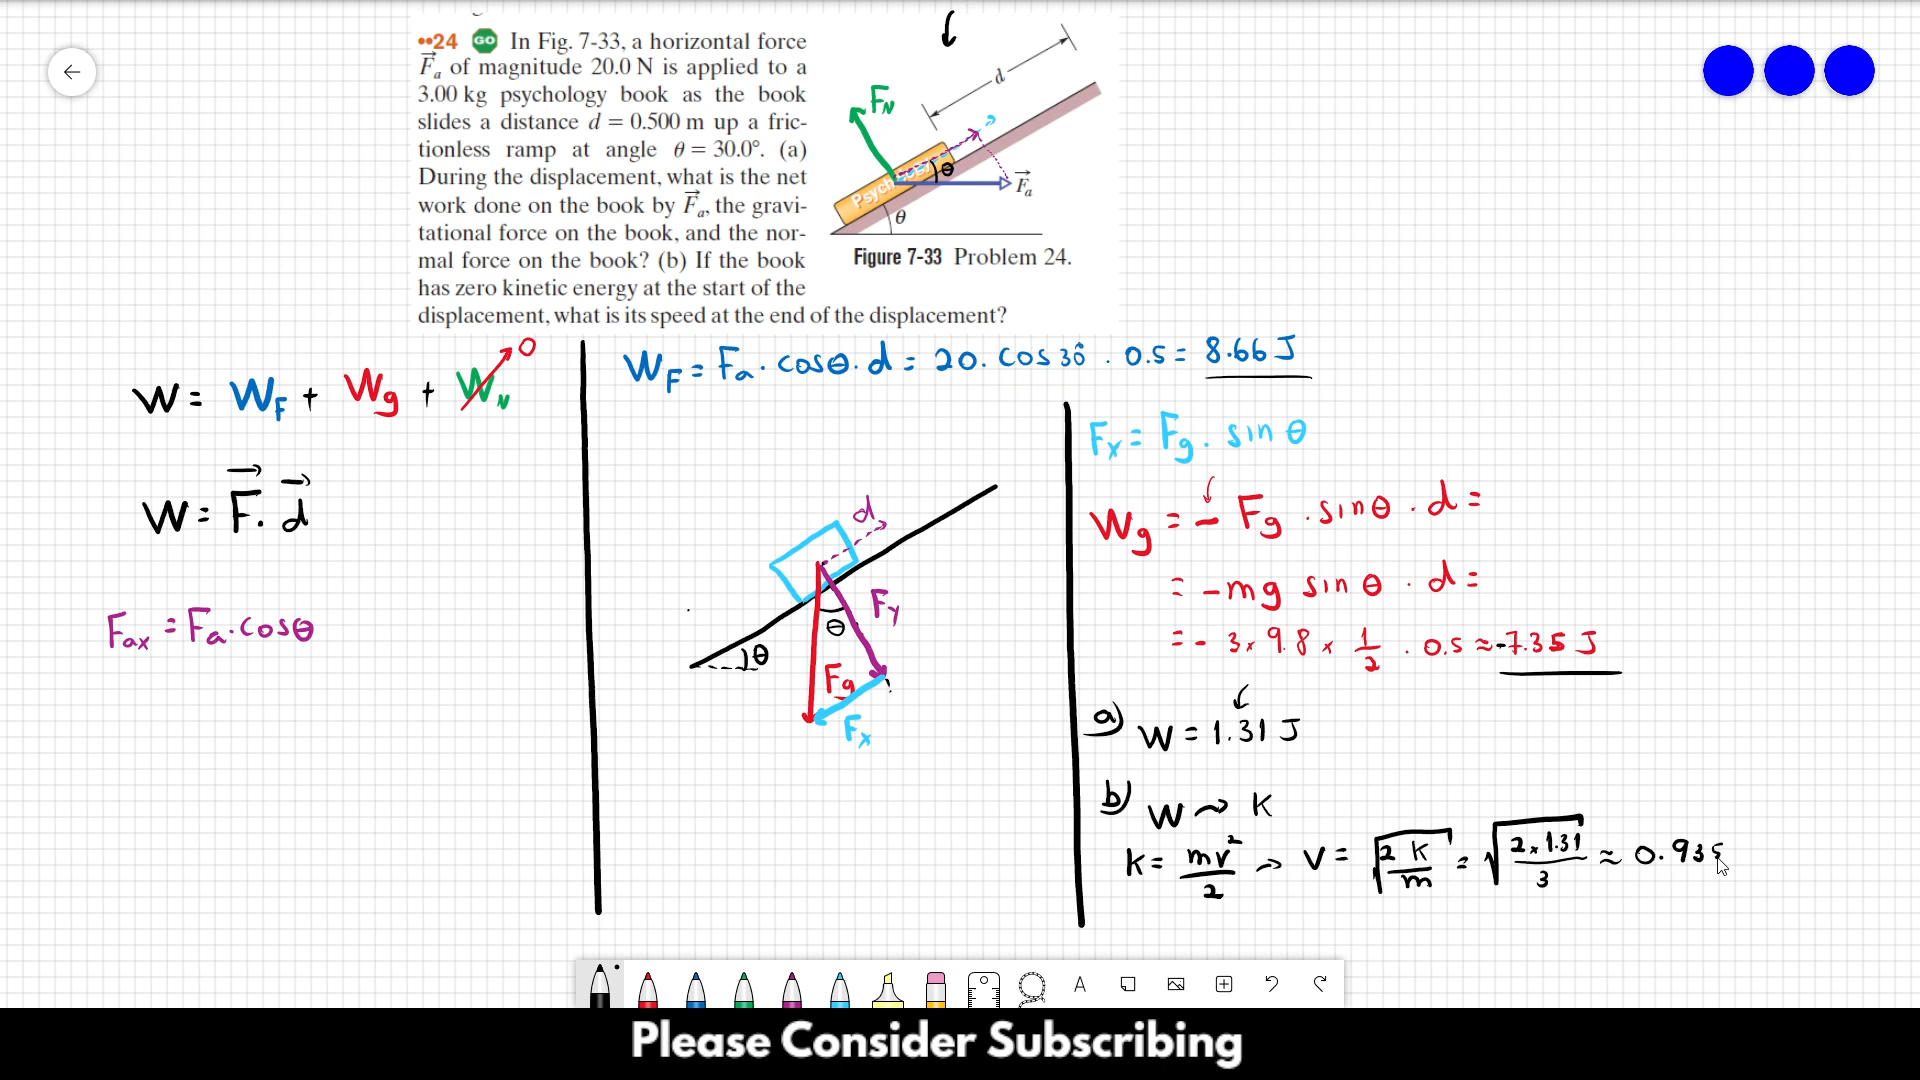 ••24 GO In Fig. 7-33, a horizontal force
F⃗a of magnitude 20.0 N is applied to a
3.00 kg psychology book as the book
slides a distance d = 0.500 m up a fric-
tionless ramp at angle θ = 30.0°. (a)
During the displacement, what is the net
work done on the book by F⃗a, the gravi-
tational force on the book, and the nor-
mal force on the book? (b) If the book
has zero kinetic energy at the start of the
displacement, what is its speed at the end of the displacement?
d
FN
θ
F⃗a
θ
Figure 7-33 Problem 24.
W = WF + Wg + WN 0
W = F⃗ . d⃗
Fax = Fa . cosθ
WF = Fa . cosθ . d = 20 . cos 30° . 0.5 = 8.66 J
d
Fy
θ
θ
Fg
Fx
Fx = Fg . sin θ
Wg = - Fg . sinθ . d =
= - mg sin θ . d =
= - 3 × 9.8 × 1/2 . 0.5 ≈ -7.35 J
a) W = 1.31 J
b) W ~> K
K = mv²/2 -> V = √(2 K/m) = √(2 × 1.31/3) ≈ 0.935
A
Please Consider Subscribing